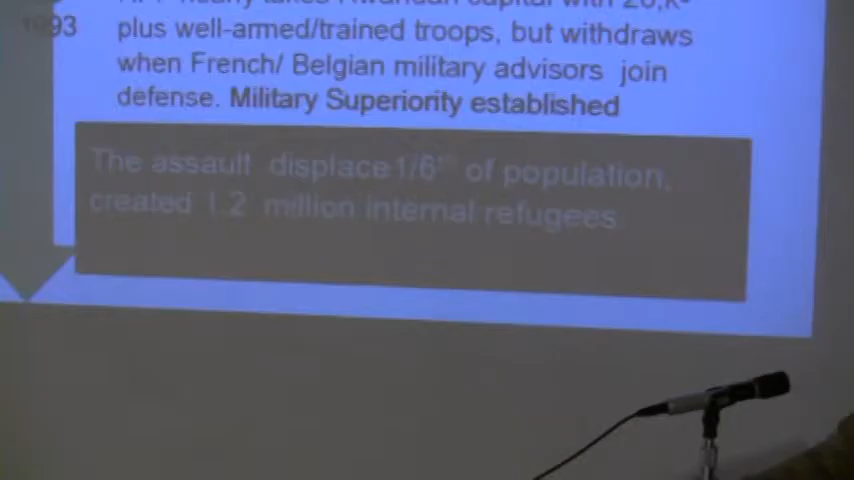 1993
plus well-armed/trained troops, but withdraws
when French/ Belgian military advisors join
defense. Military Superiority established
The assault displace 1/6th of population,
created 1.2 million internal refugees